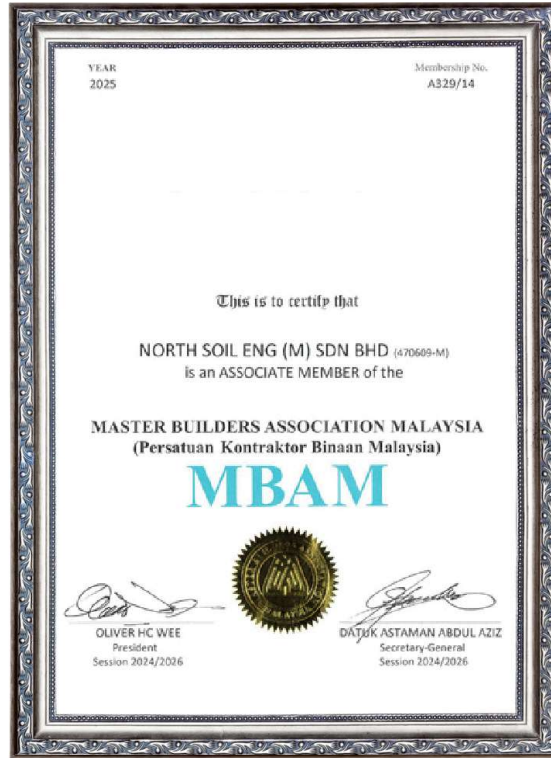 YEAR
2025
Membership No.
A329/14
This is to certify that
NORTH SOIL ENG (M) SDN BHD (470609-M)
is an ASSOCIATE MEMBER of the
MASTER BUILDERS ASSOCIATION MALAYSIA
(Persatuan Kontraktor Binaan Malaysia)
MBAM
OLIVER HC WEE
President
Session 2024/2026
DATUK ASTAMAN ABDUL AZIZ
Secretary-General
Session 2024/2026